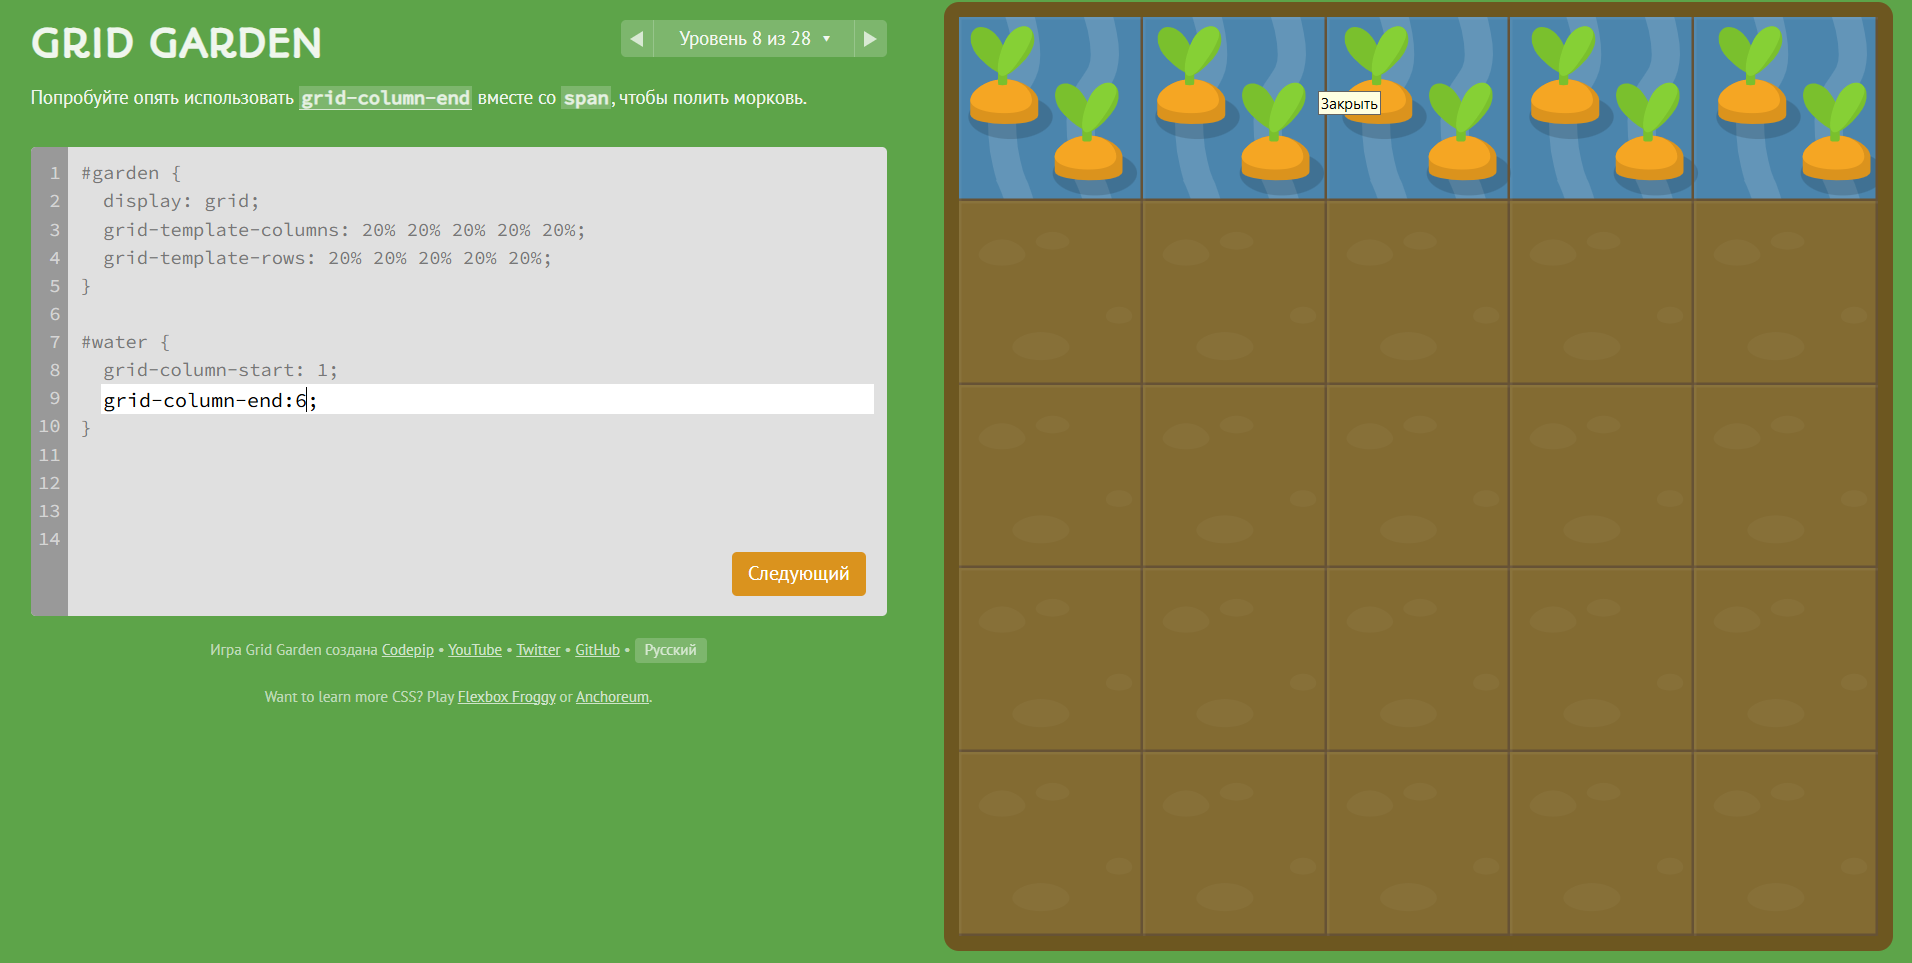 GRID GARDEN
Уровень 8 из 28
Попробуйте опять использовать grid-column-end вместе со span, чтобы полить морковь.
1 #garden {
2 display: grid;
3 grid-template-columns: 20% 20% 20% 20% 20%;
4 grid-template-rows: 20% 20% 20% 20% 20%;
5 }
6
7 #water {
8 grid-column-start: 1;
9 grid-column-end:6;
10 }
11
12
13
14
Следующий
Игра Grid Garden создана Codepip • YouTube • Twitter • GitHub • Русский
Want to learn more CSS? Play Flexbox Froggy or Anchoreum.
Закрыть